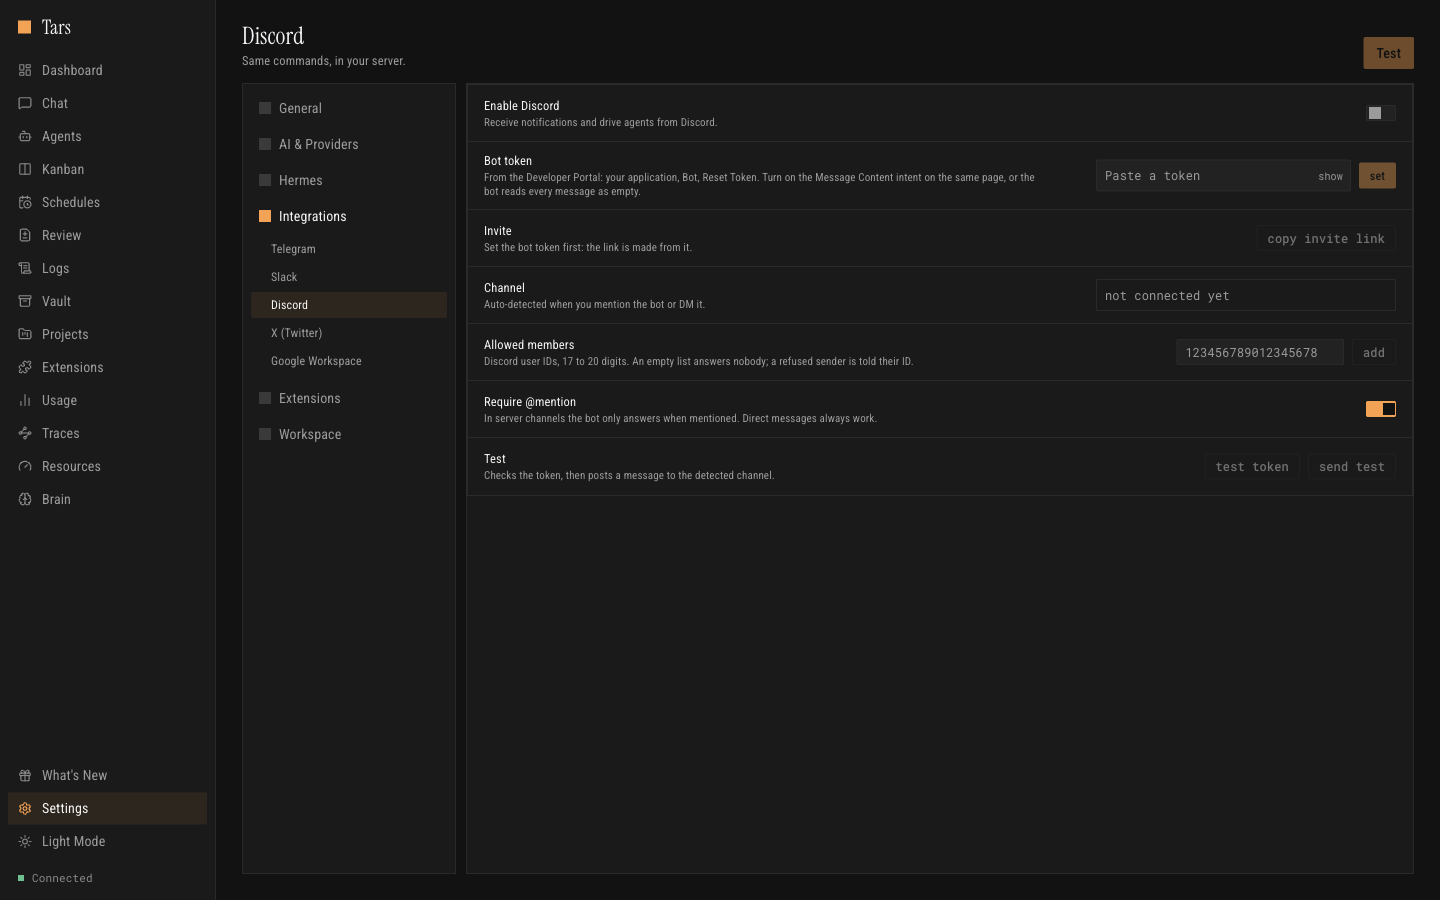 Tars
Dashboard
Chat
Agents
Kanban
Schedules
Review
Logs
Vault
Projects
Extensions
Usage
Traces
Resources
Brain
What's New
Settings
Light Mode
Connected
Discord
Same commands, in your server.
Test
General
AI & Providers
Hermes
Integrations
Telegram
Slack
Discord
X (Twitter)
Google Workspace
Extensions
Workspace
Enable Discord
Receive notifications and drive agents from Discord.
Bot token
From the Developer Portal: your application, Bot, Reset Token. Turn on the Message Content intent on the same page, or the
bot reads every message as empty.
Paste a token
show
set
Invite
Set the bot token first: the link is made from it.
copy invite link
Channel
Auto-detected when you mention the bot or DM it.
not connected yet
Allowed members
Discord user IDs, 17 to 20 digits. An empty list answers nobody; a refused sender is told their ID.
123456789012345678
add
Require @mention
In server channels the bot only answers when mentioned. Direct messages always work.
Test
Checks the token, then posts a message to the detected channel.
test token
send test